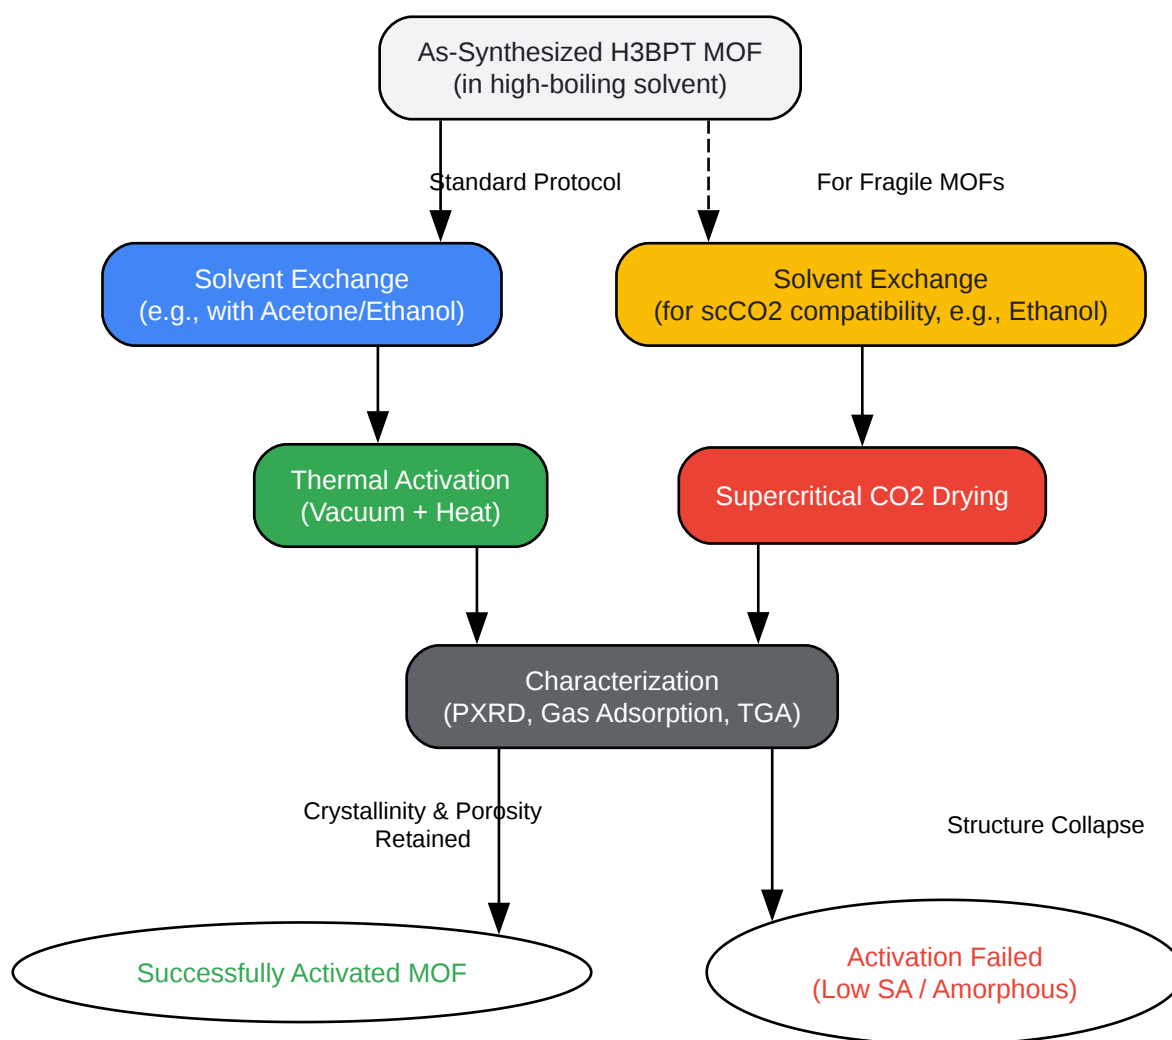 As-Synthesized H3BPT MOF
(in high-boiling solvent)
Standard Protocol
For Fragile MOFs
Solvent Exchange
(e.g., with Acetone/Ethanol)
Solvent Exchange
(for scCO2 compatibility, e.g., Ethanol)
Thermal Activation
(Vacuum + Heat)
Supercritical CO2 Drying
Characterization
(PXRD, Gas Adsorption, TGA)
Crystallinity & Porosity
Retained
Structure Collapse
Successfully Activated MOF
Activation Failed
(Low SA / Amorphous)